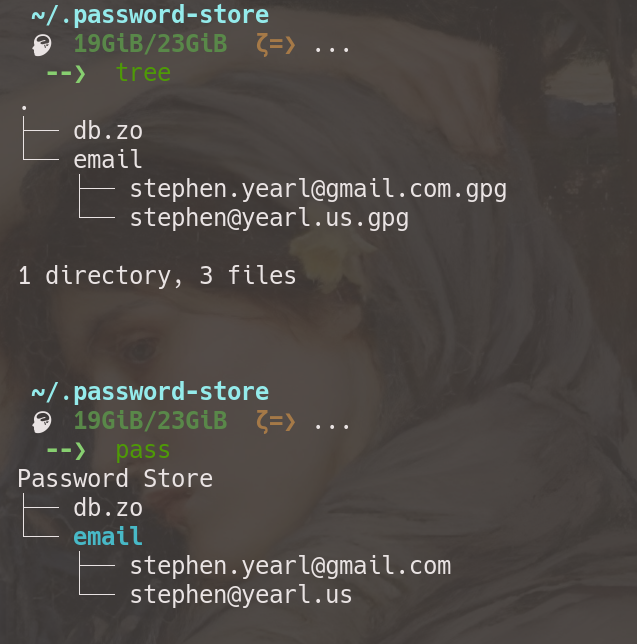 ~/.password-store
19GiB/23GiB ζ=❯ ...
--❯ tree
.
├── db.zo
└── email
    ├── stephen.yearl@gmail.com.gpg
    └── stephen@yearl.us.gpg
1 directory, 3 files
~/.password-store
19GiB/23GiB ζ=❯ ...
--❯ pass
Password Store
├── db.zo
└── email
    ├── stephen.yearl@gmail.com
    └── stephen@yearl.us